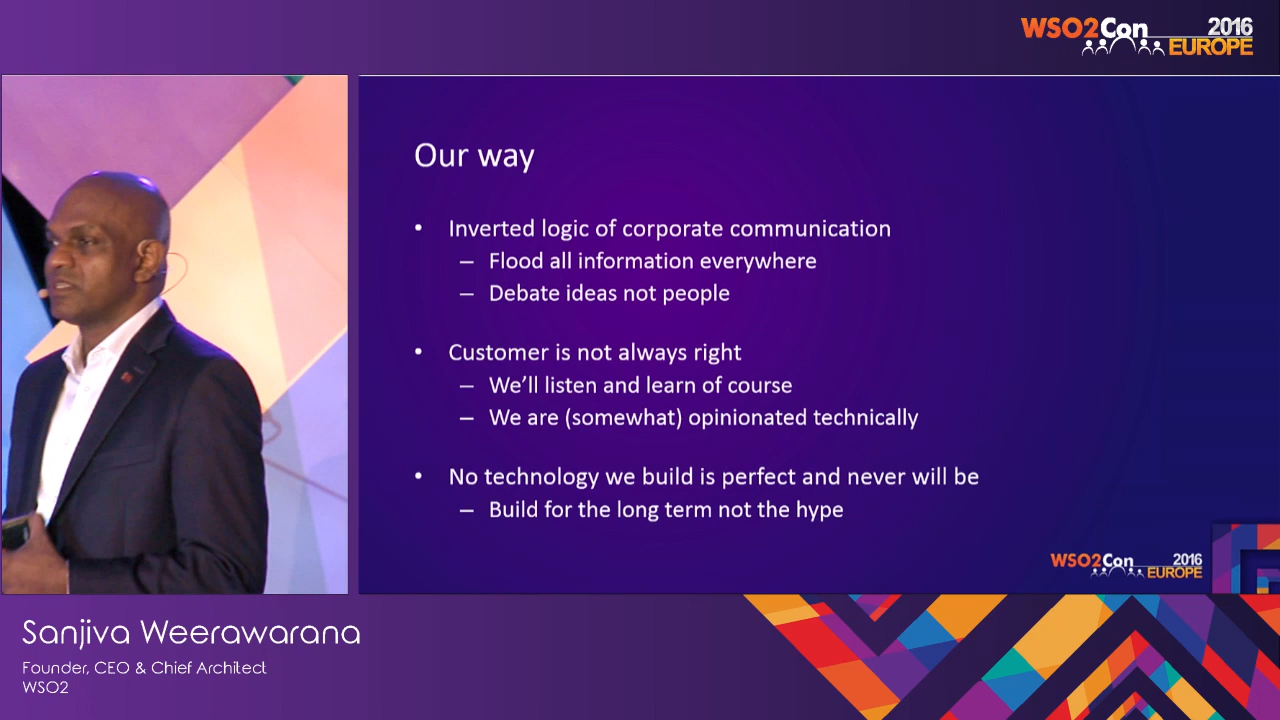 WSO2Con 2016
EUROPE
Our way
• Inverted logic of corporate communication
– Flood all information everywhere
– Debate ideas not people
• Customer is not always right
– We’ll listen and learn of course
– We are (somewhat) opinionated technically
• No technology we build is perfect and never will be
– Build for the long term not the hype
WSO2Con 2016
EUROPE
Sanjiva Weerawarana
Founder, CEO & Chief Architect
WSO2